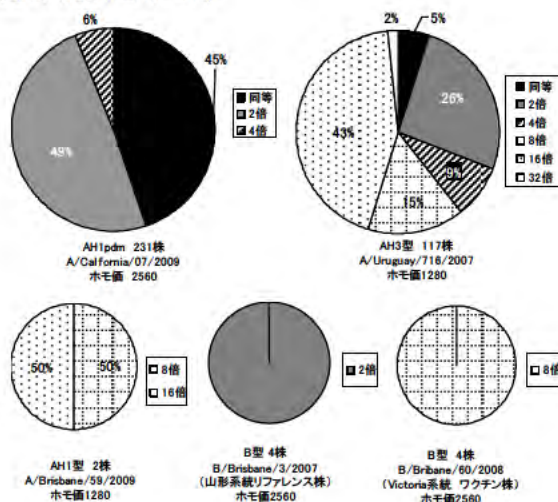 6%
45%
49%
同等
2倍
4倍
AH1pdm 231株
A/Calfornia/07/2009
ホモ価 2560
2%
5%
26%
9%
15%
43%
同等
2倍
4倍
8倍
16倍
32倍
AH3型 117株
A/Uruguay/716/2007
ホモ価1280
50%
50%
8倍
16倍
AH1型 2株
A/Brisbane/59/2009
ホモ価1280
2倍
B型 4株
B/Brisbane/3/2007
(山形系統リファレンス株)
ホモ価2560
8倍
B型 4株
B/Bribane/60/2008
(Victoria系統 ワクチン株)
ホモ価2560